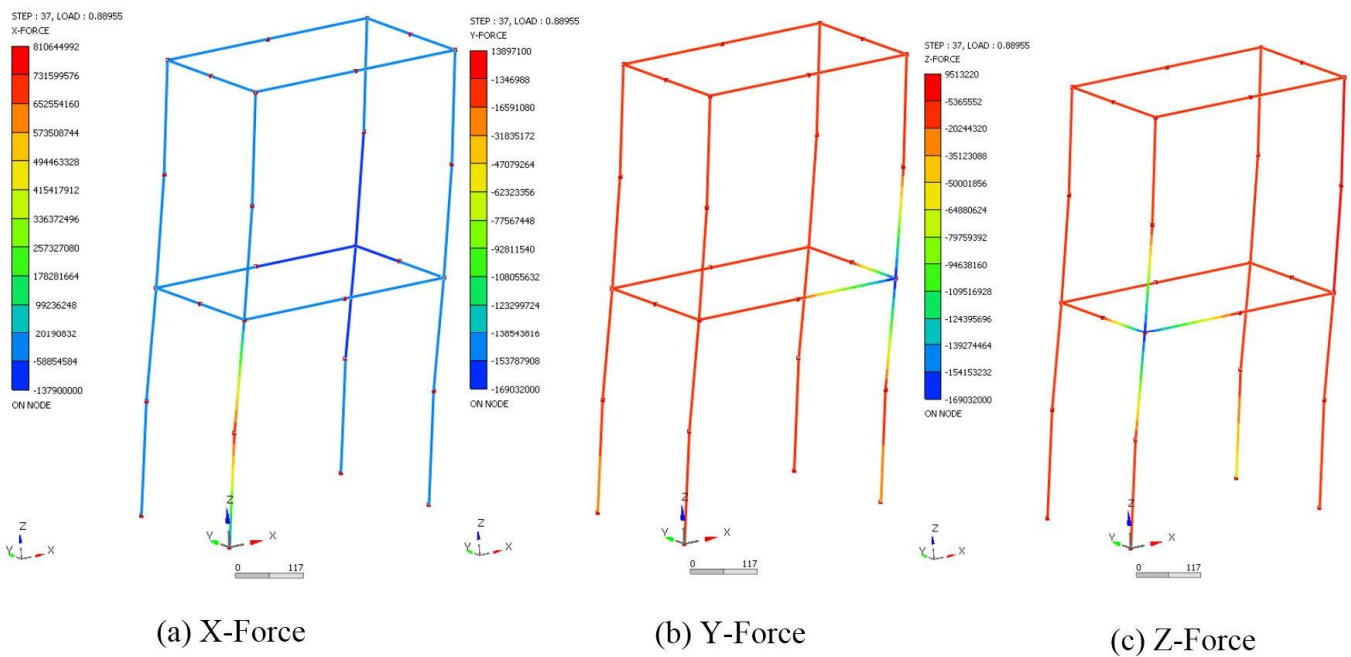 STEP : 37, LOAD : 0.88955
X-FORCE
810644992
731599576
652554160
573508744
494463328
415417912
336372496
257327080
178281664
99236248
20190832
-58854584
-137900000
ON NODE
Z
Y
X
Z
Y
X
0
117
STEP : 37, LOAD : 0.88955
Y-FORCE
13897100
-1346988
-16591080
-31835172
-47079264
-62323356
-77567448
-92811540
-108055632
-123299724
-138543816
-153787908
-169032000
ON NODE
Z
Y
X
Z
Y
X
0
117
STEP : 37, LOAD : 0.88955
Z-FORCE
9513220
-5365552
-20244320
-35123088
-50001856
-64880624
-79759392
-94638160
-109516928
-124395696
-139274464
-154153232
-169032000
ON NODE
Z
Y
X
Z
Y
X
0
117
(a) X-Force
(b) Y-Force
(c) Z-Force